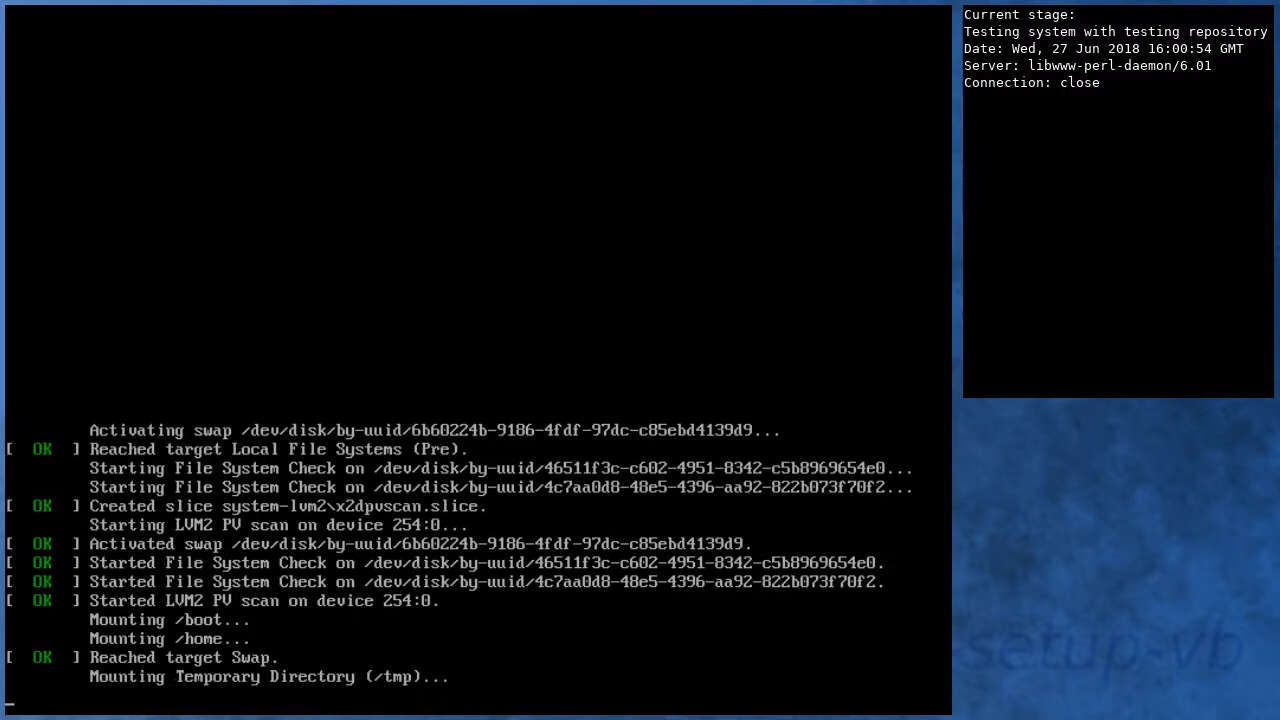 Activating swap /dev/disk/by-uuid/6b60224b-9186-4fdf-97dc-c85ebd4139d9...
[  OK  ] Reached target Local File Systems (Pre).
Starting File System Check on /dev/disk/by-uuid/46511f3c-c602-4951-8342-c5b8969654e0...
Starting File System Check on /dev/disk/by-uuid/4c7aa0d8-48e5-4396-aa92-822b073f70f2...
[  OK  ] Created slice system-lvm2\x2dpvscan.slice.
Starting LVM2 PV scan on device 254:0...
[  OK  ] Activated swap /dev/disk/by-uuid/6b60224b-9186-4fdf-97dc-c85ebd4139d9.
[  OK  ] Started File System Check on /dev/disk/by-uuid/46511f3c-c602-4951-8342-c5b8969654e0.
[  OK  ] Started File System Check on /dev/disk/by-uuid/4c7aa0d8-48e5-4396-aa92-822b073f70f2.
[  OK  ] Started LVM2 PV scan on device 254:0.
Mounting /boot...
Mounting /home...
[  OK  ] Reached target Swap.
Mounting Temporary Directory (/tmp)...
Current stage:
Testing system with testing repository
Date: Wed, 27 Jun 2018 16:00:54 GMT
Server: libwww-perl-daemon/6.01
Connection: close
-setup-vb